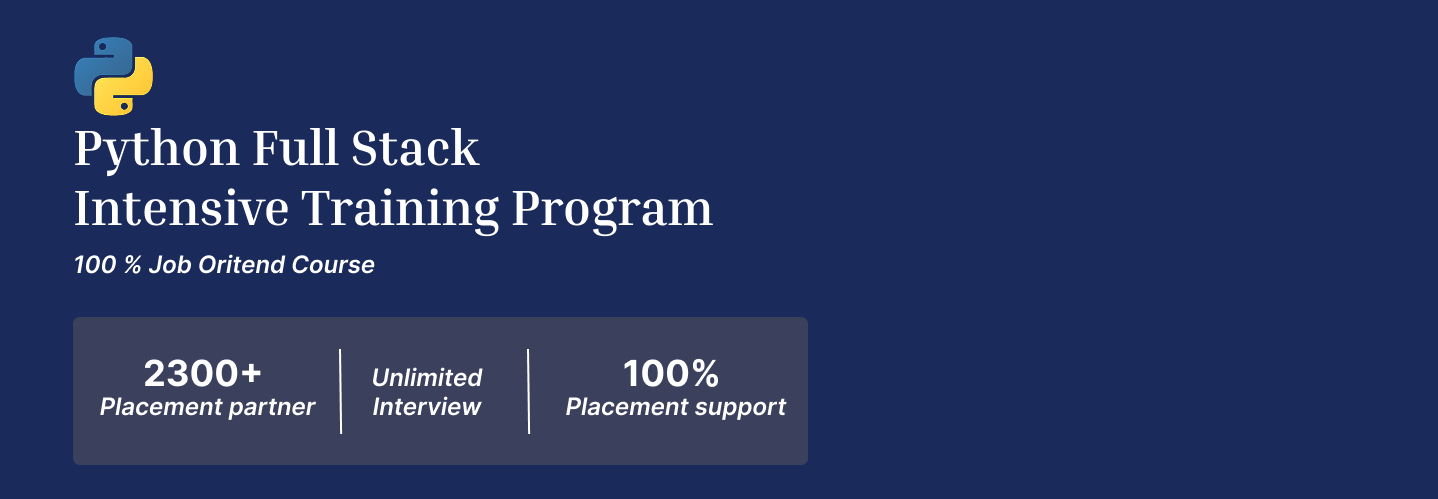 Python Full Stack
Intensive Training Program
100 % Job Oritend Course
2300+
Placement partner
Unlimited
Interview
100%
Placement support